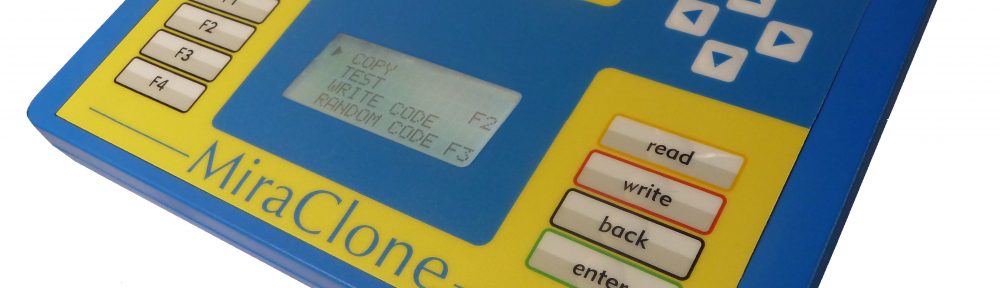 F2
F3
F4
COPY
TEST
WRITE CODE F2
RANDOM CODE F3
MiraClone
read
write
back
enter